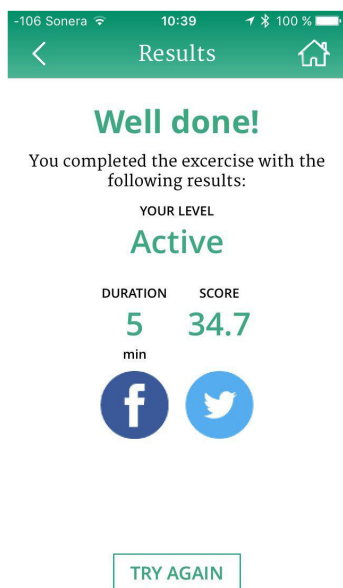 -106 Sonera 10:39 100 %
Results
Well done!
You completed the excercise with the
following results:
YOUR LEVEL
Active
DURATION SCORE
5 34.7
min
f
TRY AGAIN